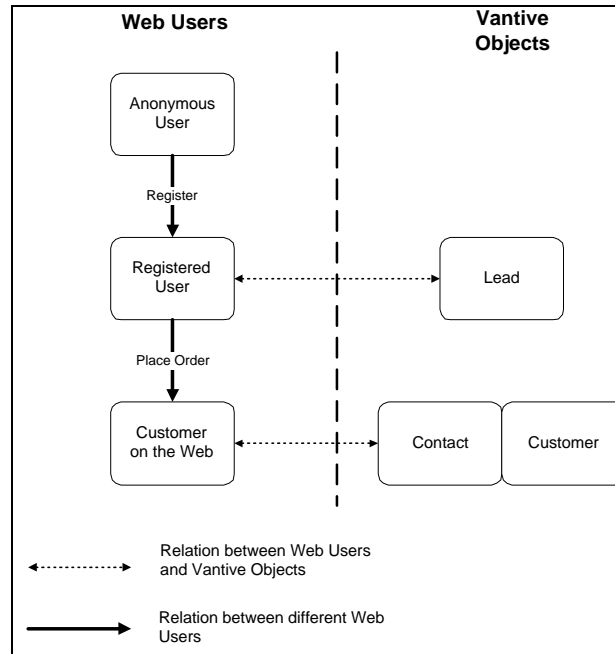 Web Users
Vantive
Objects
Anonymous
User
Register
Registered
User
Lead
Place Order
Customer
on the Web
Contact
Customer
Relation between Web Users
and Vantive Objects
Relation between different Web
Users